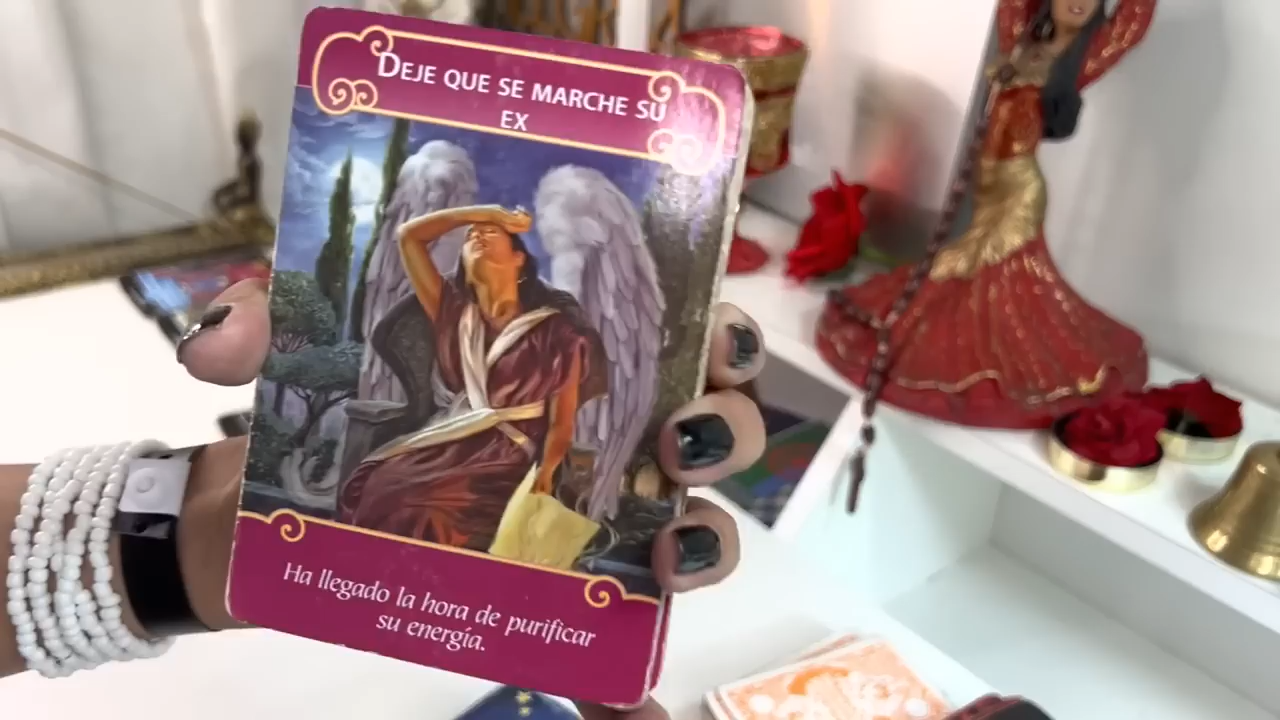 DEJE QUE SE MARCHE SU
EX
Ha llegado la hora de purificar
su energía.